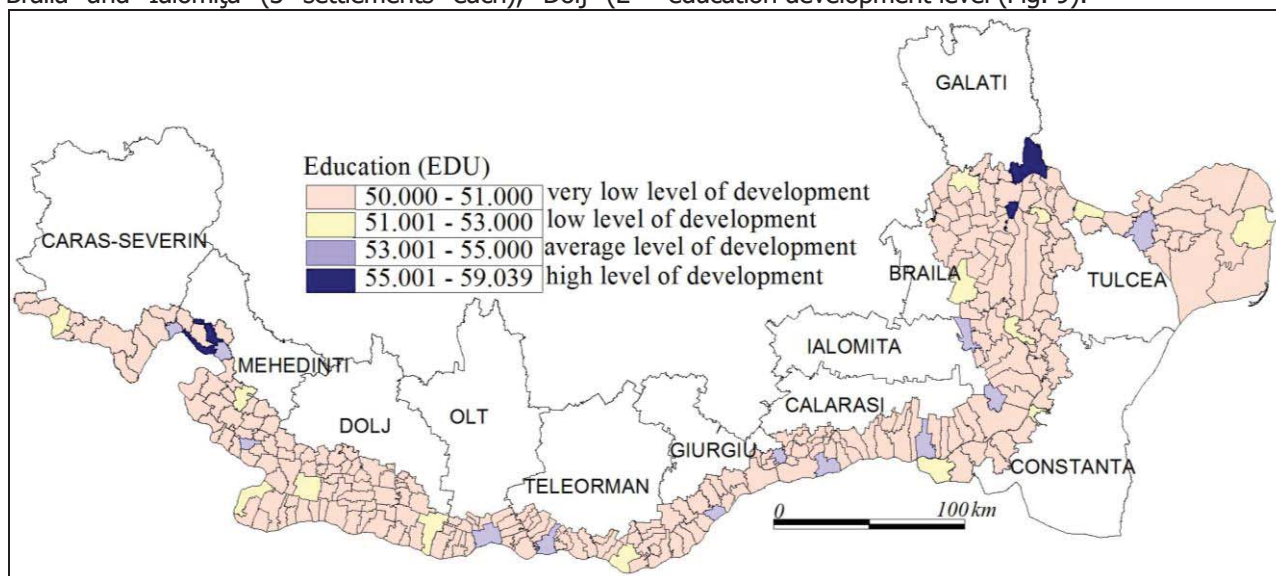 Brăila and Ialomiţa (3 settlements each), Dolj (2 education development level (Fig. 9).
GALATI
Education (EDU)
50.000 - 51.000 very low level of development
51.001 - 53.000 low level of development
53.001 - 55.000 average level of development
55.001 - 59.039 high level of development
CARAS-SEVERIN
BRAILA
TULCEA
IALOMITA
MEHEDINTI
CALARASI
DOLJ
OLT
GIURGIU
CONSTANTA
TELEORMAN
0 100 km